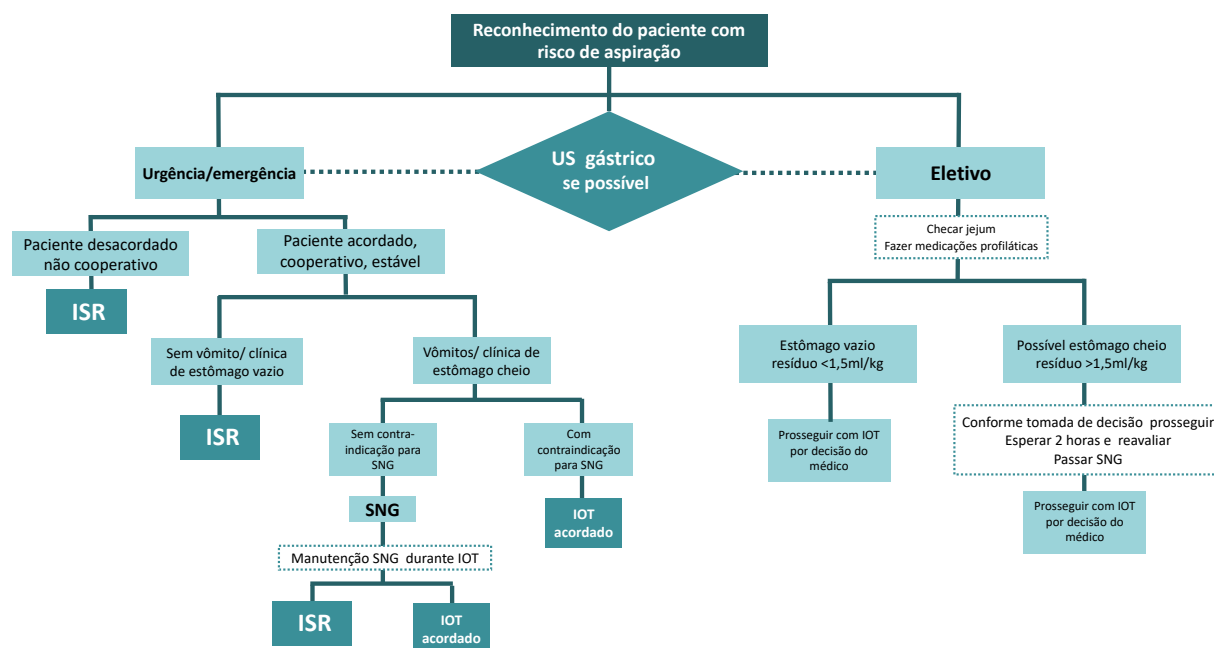 Reconhecimento do paciente com
risco de aspiração
US gástrico
se possível
Urgência/emergência
Eletivo
Checar jejum
Fazer medicações profiláticas
Paciente desacordado
não cooperativo
Paciente acordado,
cooperativo, estável
ISR
Sem vômito/ clínica
de estômago vazio
Vômitos/ clínica de
estômago cheio
Estômago vazio
resíduo <1,5ml/kg
Possível estômago cheio
resíduo >1,5ml/kg
ISR
Sem contra-
indicação para
SNG
Com
contraindicação
para SNG
Prosseguir com IOT
por decisão do
médico
Conforme tomada de decisão prosseguir
Esperar 2 horas e reavaliar
Passar SNG
SNG
IOT
acordado
Prosseguir com IOT
por decisão do
médico
Manutenção SNG durante IOT
ISR
IOT
acordado